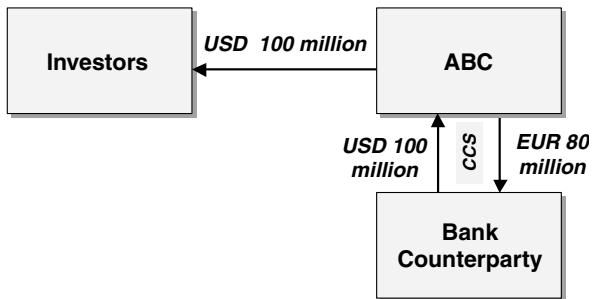 USD 100 million
Investors
ABC
USD 100
million
CCS
EUR 80
million
Bank
Counterparty